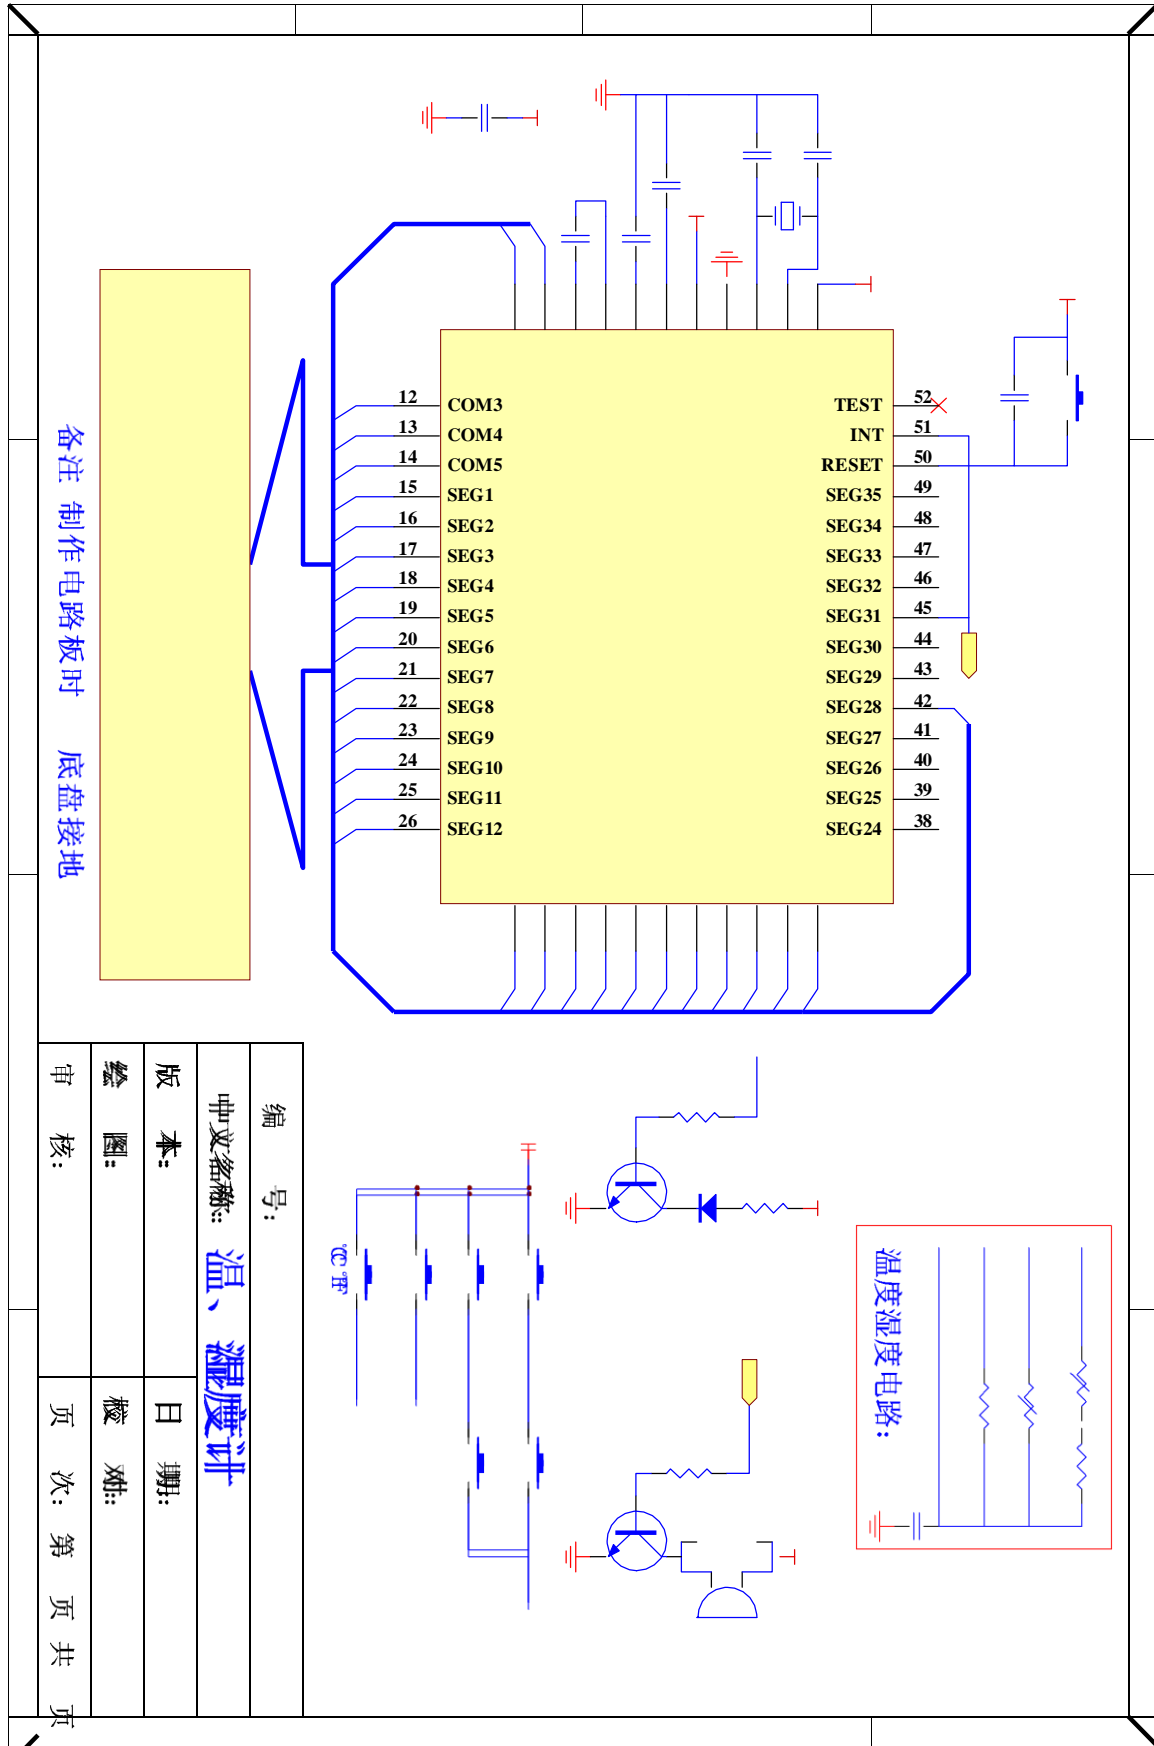 12 COM3
13 COM4
14 COM5
15 SEG1
16 SEG2
17 SEG3
18 SEG4
19 SEG5
20 SEG6
21 SEG7
22 SEG8
23 SEG9
24 SEG10
25 SEG11
26 SEG12
TEST 52
INT 51
RESET 50
SEG35 49
SEG34 48
SEG33 47
SEG32 46
SEG31 45
SEG30 44
SEG29 43
SEG28 42
SEG27 41
SEG26 40
SEG25 39
SEG24 38
备注 制作电路板时 底盘接地
温度湿度电路:
℃ ℉
编 号:
中文名称: 温、湿度计
版 本:
日 期:
绘 图:
校 对:
审 核:
页 次: 第 页 共 页